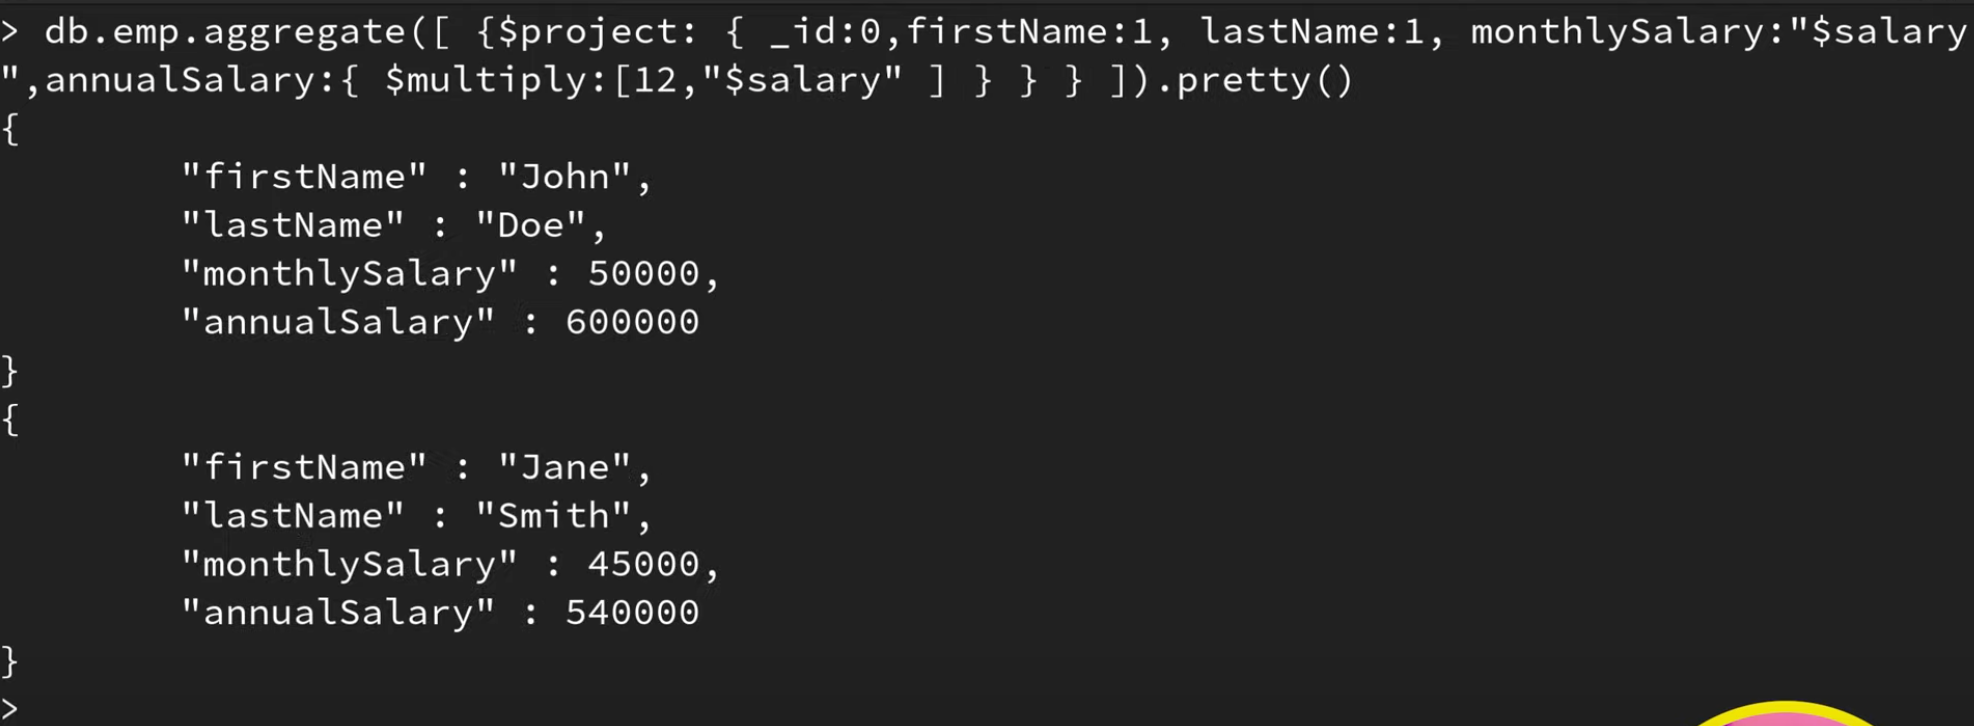 > db.emp.aggregate([ {$project: { _id:0,firstName:1, lastName:1, monthlySalary:"$salary
",annualSalary:{ $multiply:[12,"$salary" ] } } } ]).pretty()
{
"firstName" : "John",
"lastName" : "Doe",
"monthlySalary" : 50000,
"annualSalary" : 600000
}
{
"firstName" : "Jane",
"lastName" : "Smith",
"monthlySalary" : 45000,
"annualSalary" : 540000
}
>